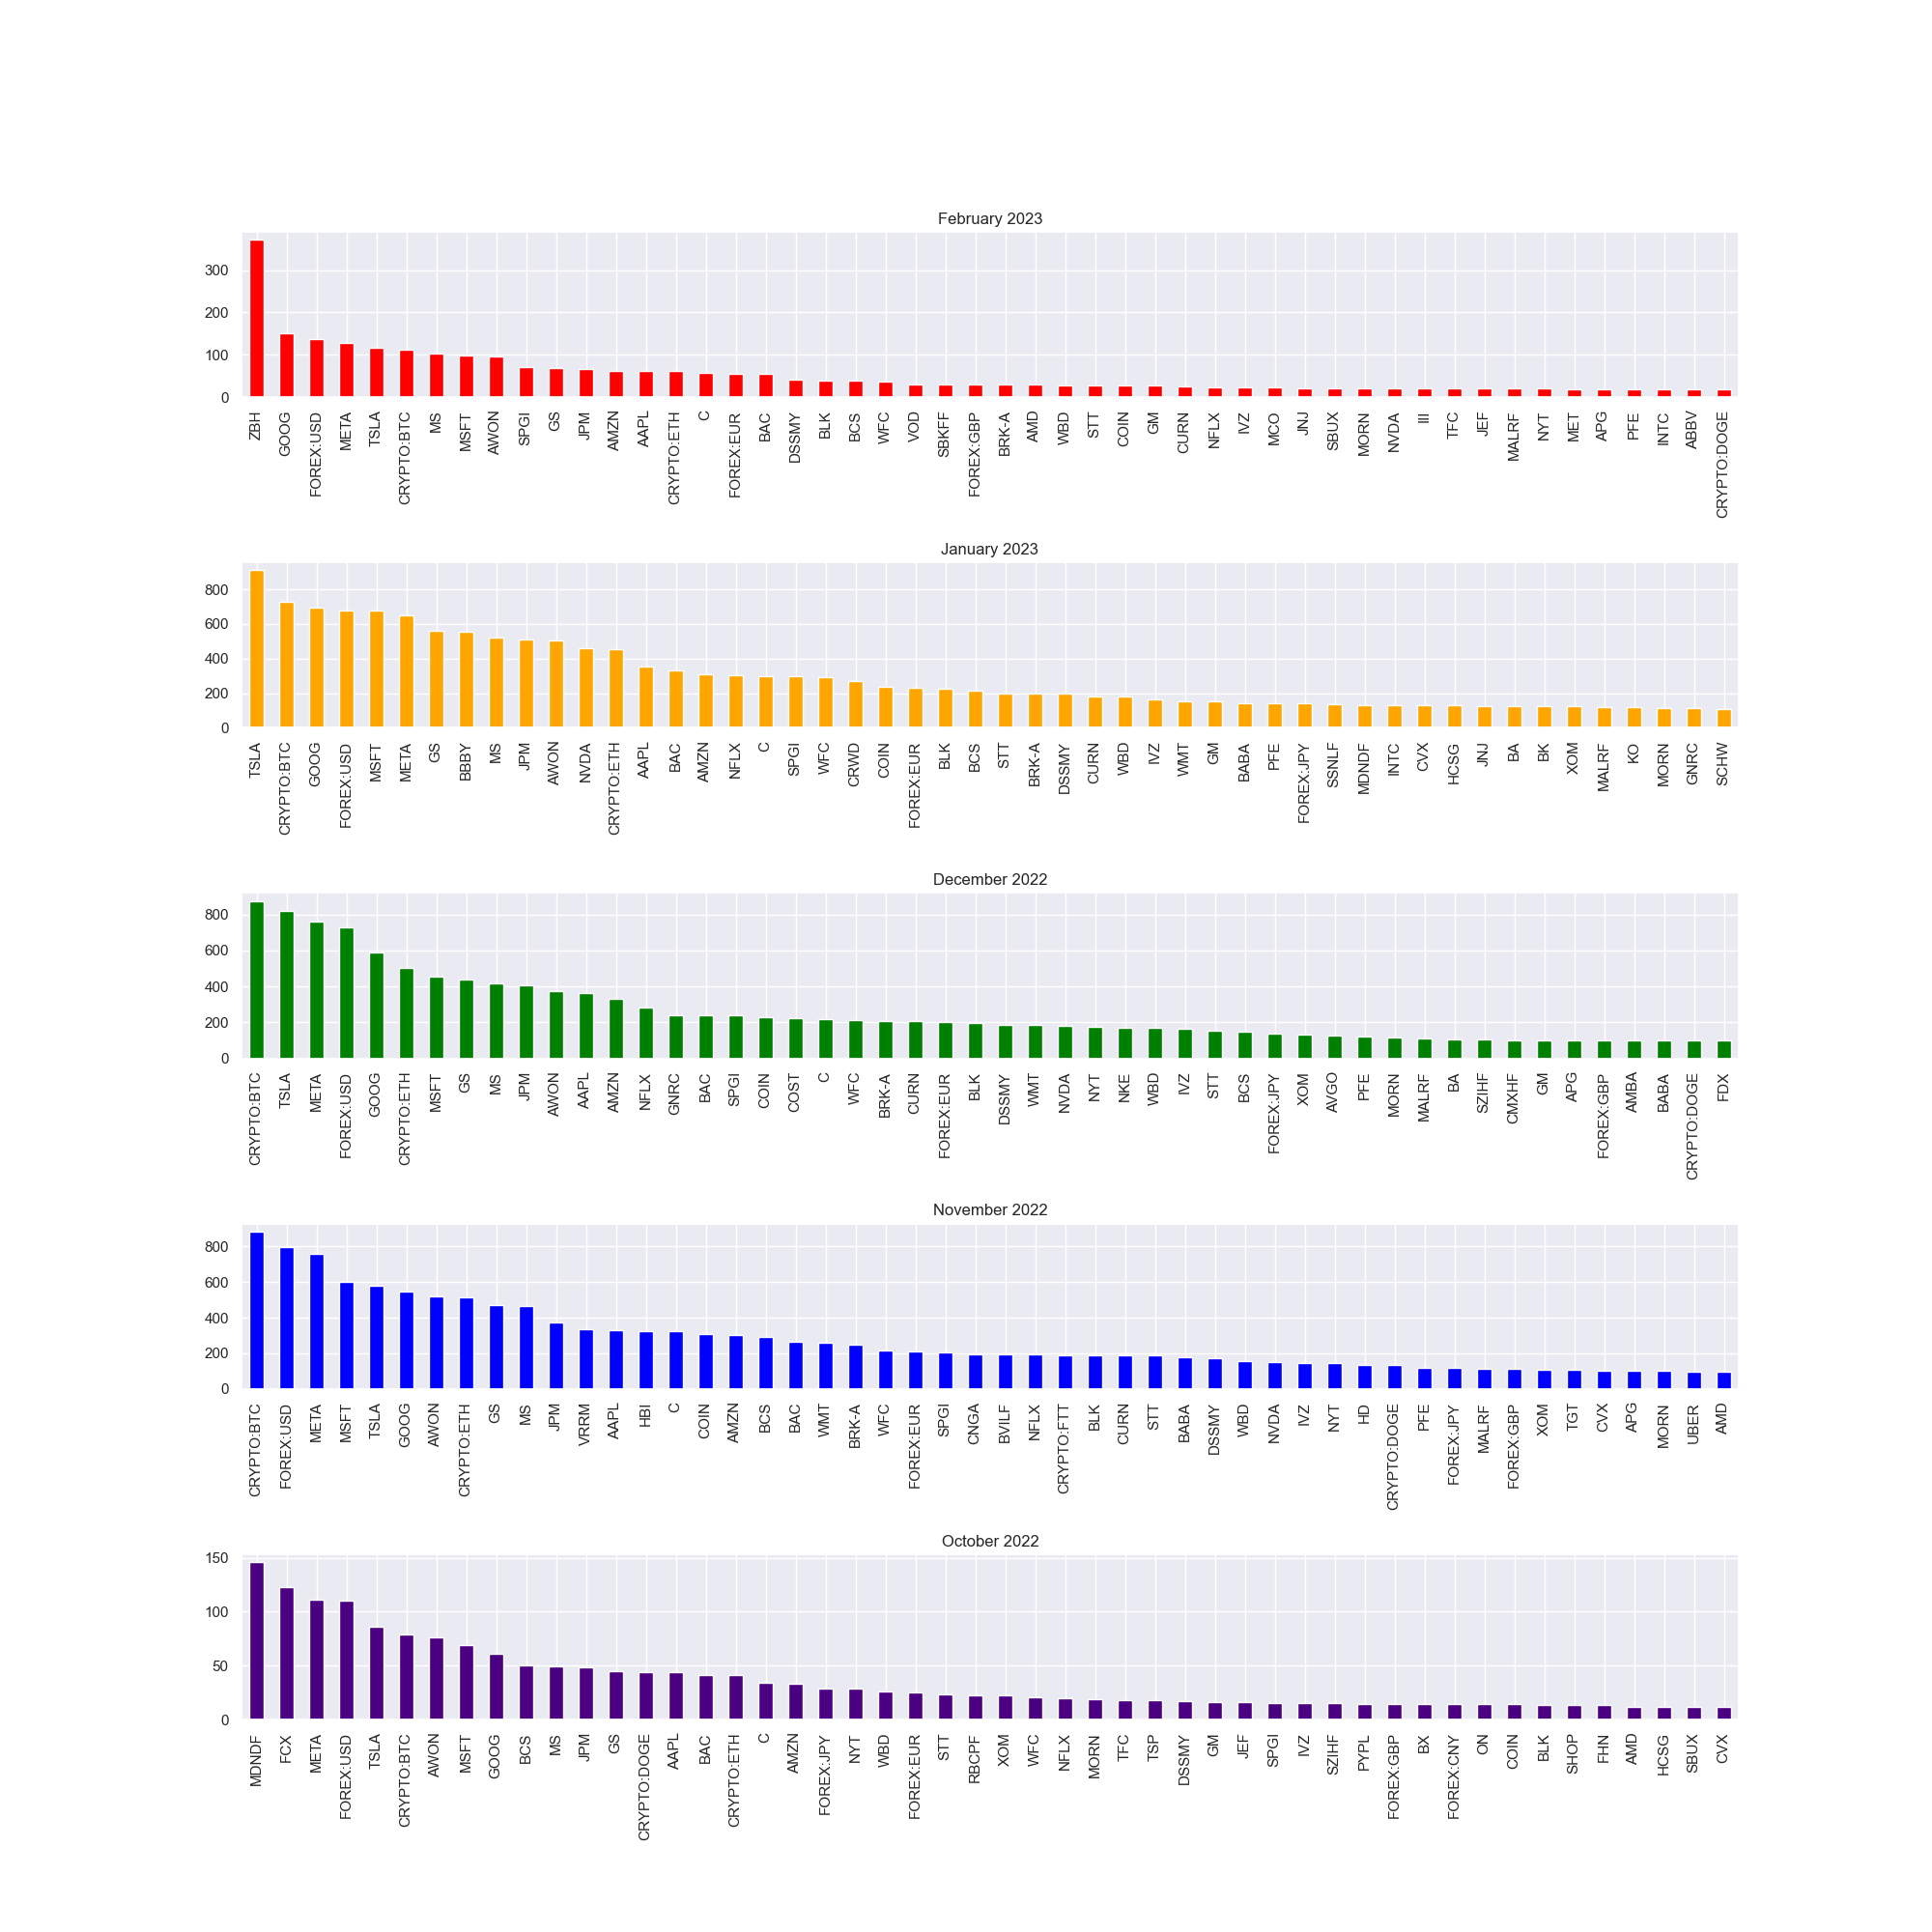 February 2023
300
200
100
0
ZBH GOOG FOREX:USD META TSLA CRYPTO:BTC MS MSFT AWON SPGI GS JPM AMZN AAPL CRYPTO:ETH C FOREX:EUR BAC DSSMY BLK BCS WFC VOD SBKFF FOREX:GBP BRK-A AMD WBD STT COIN GM CURN NFLX IVZ MCO JNJ SBUX MORN NVDA III TFC JEF MALRF NYT MET APG PFE INTC ABBV CRYPTO:DOGE
January 2023
800
600
400
200
0
TSLA CRYPTO:BTC GOOG FOREX:USD MSFT META GS BBBY MS JPM AWON NVDA CRYPTO:ETH AAPL BAC AMZN NFLX C SPGI WFC CRWD COIN FOREX:EUR BLK BCS STT BRK-A DSSMY CURN WBD IVZ WMT GM BABA PFE FOREX:JPY SSNLF MDNDF INTC CVX HCSG JNJ BA BK XOM MALRF KO MORN GNRC SCHW
December 2022
800
600
400
200
0
CRYPTO:BTC TSLA META FOREX:USD GOOG CRYPTO:ETH MSFT GS MS JPM AWON AAPL AMZN NFLX GNRC BAC SPGI COIN COST C WFC BRK-A CURN FOREX:EUR BLK DSSMY WMT NVDA NYT NKE WBD IVZ STT BCS FOREX:JPY XOM AVGO PFE MORN MALRF BA SZIHF CMXHF GM APG FOREX:GBP AMBA BABA CRYPTO:DOGE FDX
November 2022
800
600
400
200
0
CRYPTO:BTC FOREX:USD META MSFT TSLA GOOG AWON CRYPTO:ETH GS MS JPM VRRM AAPL HBI C COIN AMZN BCS BAC WMT BRK-A WFC FOREX:EUR SPGI CNGA BVILF NFLX CRYPTO:FTT BLK CURN STT BABA DSSMY WBD NVDA IVZ NYT HD CRYPTO:DOGE PFE FOREX:JPY MALRF FOREX:GBP XOM TGT CVX APG MORN UBER AMD
October 2022
150
100
50
0
MDNDF FCX META FOREX:USD TSLA CRYPTO:BTC AWON MSFT GOOG BCS MS JPM GS CRYPTO:DOGE AAPL BAC CRYPTO:ETH C AMZN FOREX:JPY NYT WBD FOREX:EUR STT RBCPF XOM WFC NFLX MORN TFC TSP DSSMY GM JEF SPGI IVZ SZIHF PYPL FOREX:GBP BX FOREX:CNY ON COIN BLK SHOP FHN AMD HCSG SBUX CVX